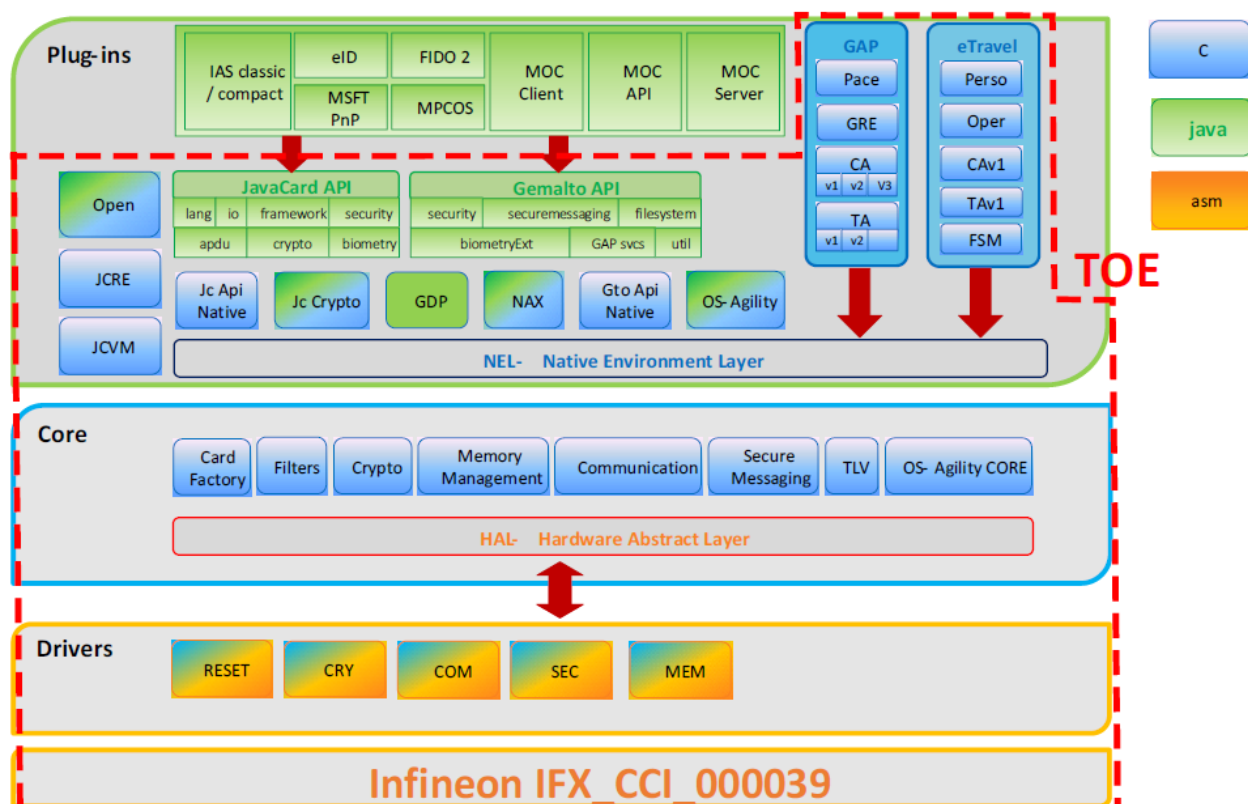 Plug-ins
IAS classic
/ compact
eID
MSFT
PnP
FIDO 2
MPCOS
MOC
Client
MOC
API
MOC
Server
GAP
Pace
GRE
CA
v1 v2 V3
TA
v1 v2
eTravel
Perso
Oper
CAv1
TAv1
FSM
C
java
asm
TOE
Open
JCRE
JCVM
JavaCard API
lang io framework security
apdu crypto biometry
Gemalto API
security securemessaging filesystem
biometryExt GAP svcs util
Jc Api
Native
Jc Crypto
GDP
NAX
Gto Api
Native
OS- Agility
NEL- Native Environment Layer
Core
Card
Factory
Filters
Crypto
Memory
Management
Communication
Secure
Messaging
TLV
OS- Agility CORE
HAL- Hardware Abstract Layer
Drivers
RESET
CRY
COM
SEC
MEM
Infineon IFX_CCI_000039